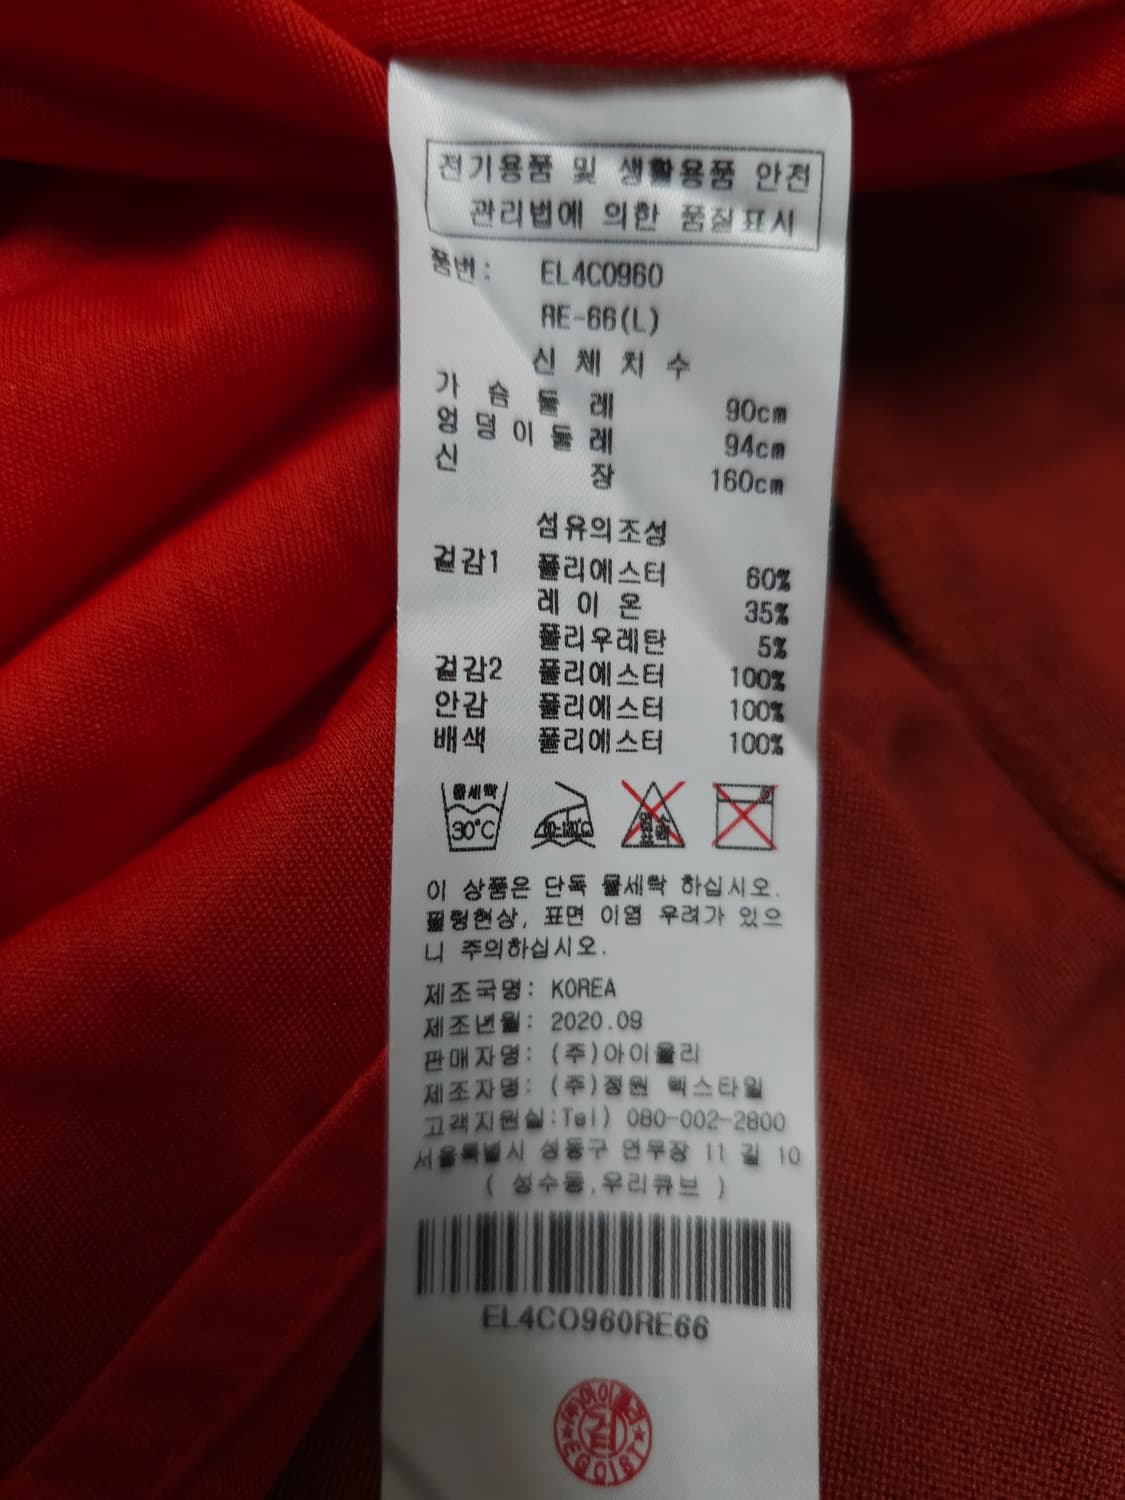 전기용품 및 생활용품 안전
관리법에 의한 품질표시
품번: EL4CO960
RE-66(L)
신 체 치 수
가 슴 둘 레 90cm
엉 덩 이 둘 레 94cm
신 장 160cm
섬유의조성
겉감1 폴리에스터 60%
레 이 온 35%
폴리우레탄 5%
겉감2 폴리에스터 100%
안감 폴리에스터 100%
배색 폴리에스터 100%
물세탁
30°C
이 상품은 단독 물세탁 하십시오.
필링현상, 표면 이염 우려가 있으
니 주의하십시오.
제조국명: KOREA
제조년월: 2020.09
판매자명: (주)아이올리
제조자명: (주)정원 텍스타일
고객지원실:Tel) 080-002-2800
서울특별시 성동구 연무장 11 길 10
( 성수동,우리큐브 )
EL4CO960RE66
(주)아이올리
EGOIST